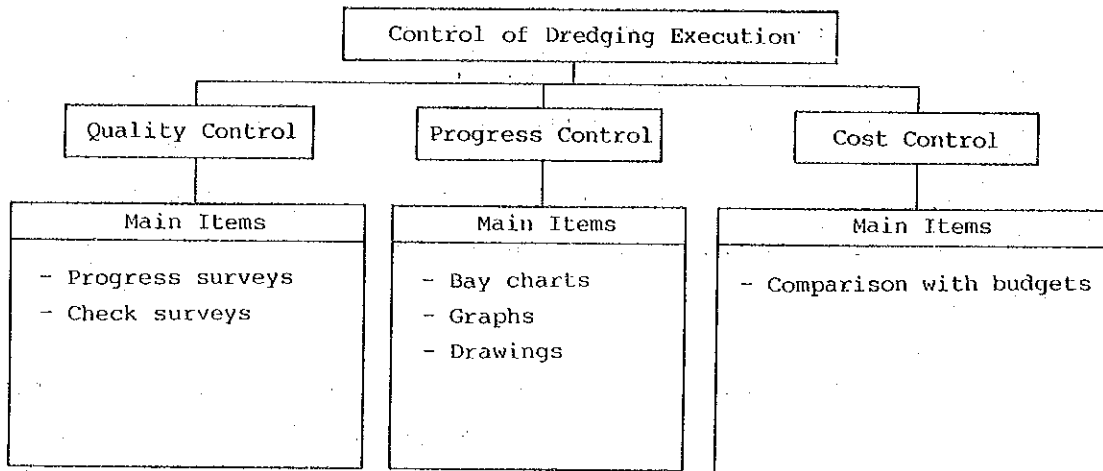 Control of Dredging Execution
Quality Control
Progress Control
Cost Control
Main Items
- Progress surveys
- Check surveys
Main Items
- Bay charts
- Graphs
- Drawings
Main Items
- Comparison with budgets